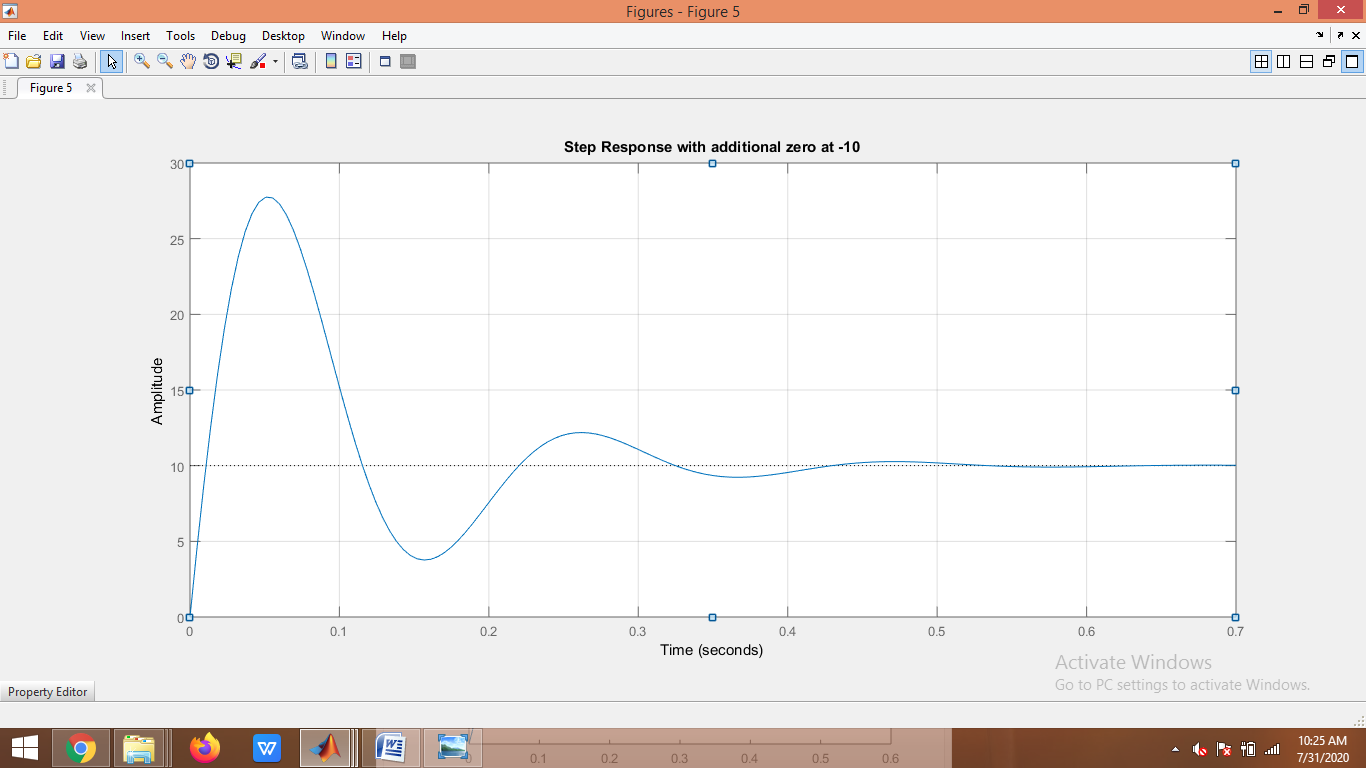 Figures - Figure 5
File Edit View Insert Tools Debug Desktop Window Help
Figure 5
Step Response with additional zero at -10
30
25
20
15
10
5
0
Amplitude
0 0.1 0.2 0.3 0.4 0.5 0.6 0.7
Time (seconds)
Activate Windows
Go to PC settings to activate Windows.
Property Editor
0 0.1 0.2 0.3 0.4 0.5 0.6
10:25 AM
7/31/2020